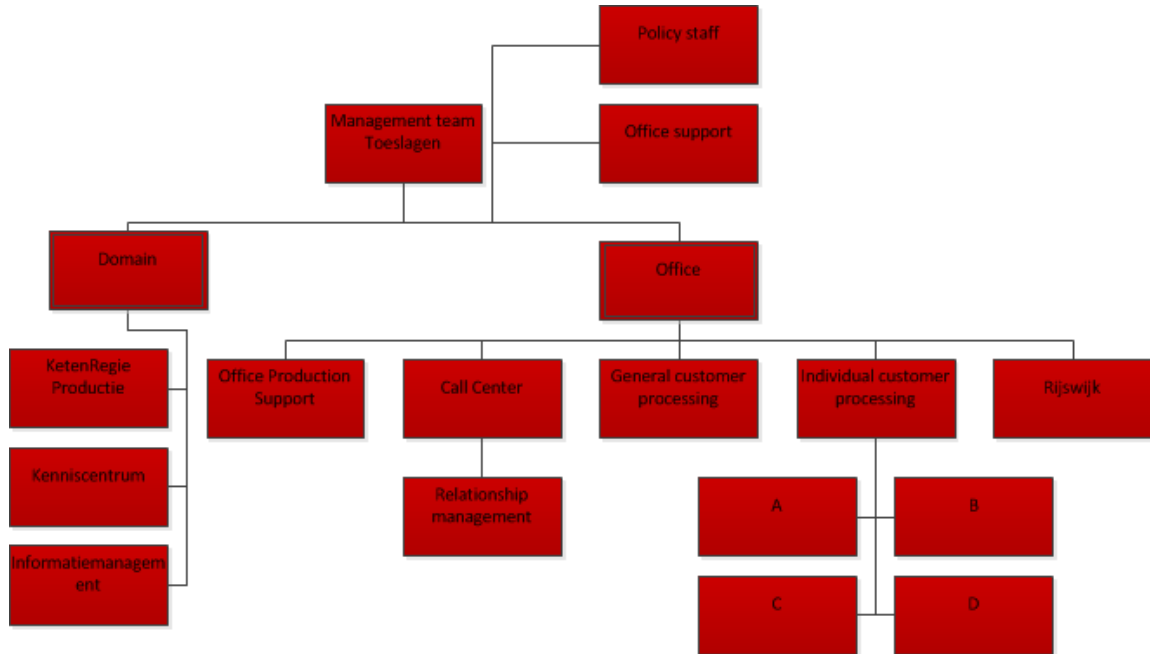 Policy staff
Management team
Toeslagen
Office support
Domain
Office
KetenRegie
Productie
Office Production
Support
Call Center
General customer
processing
Individual customer
processing
Rijswijk
Kenniscentrum
Relationship
management
A
B
Informatiemanagem
ent
C
D